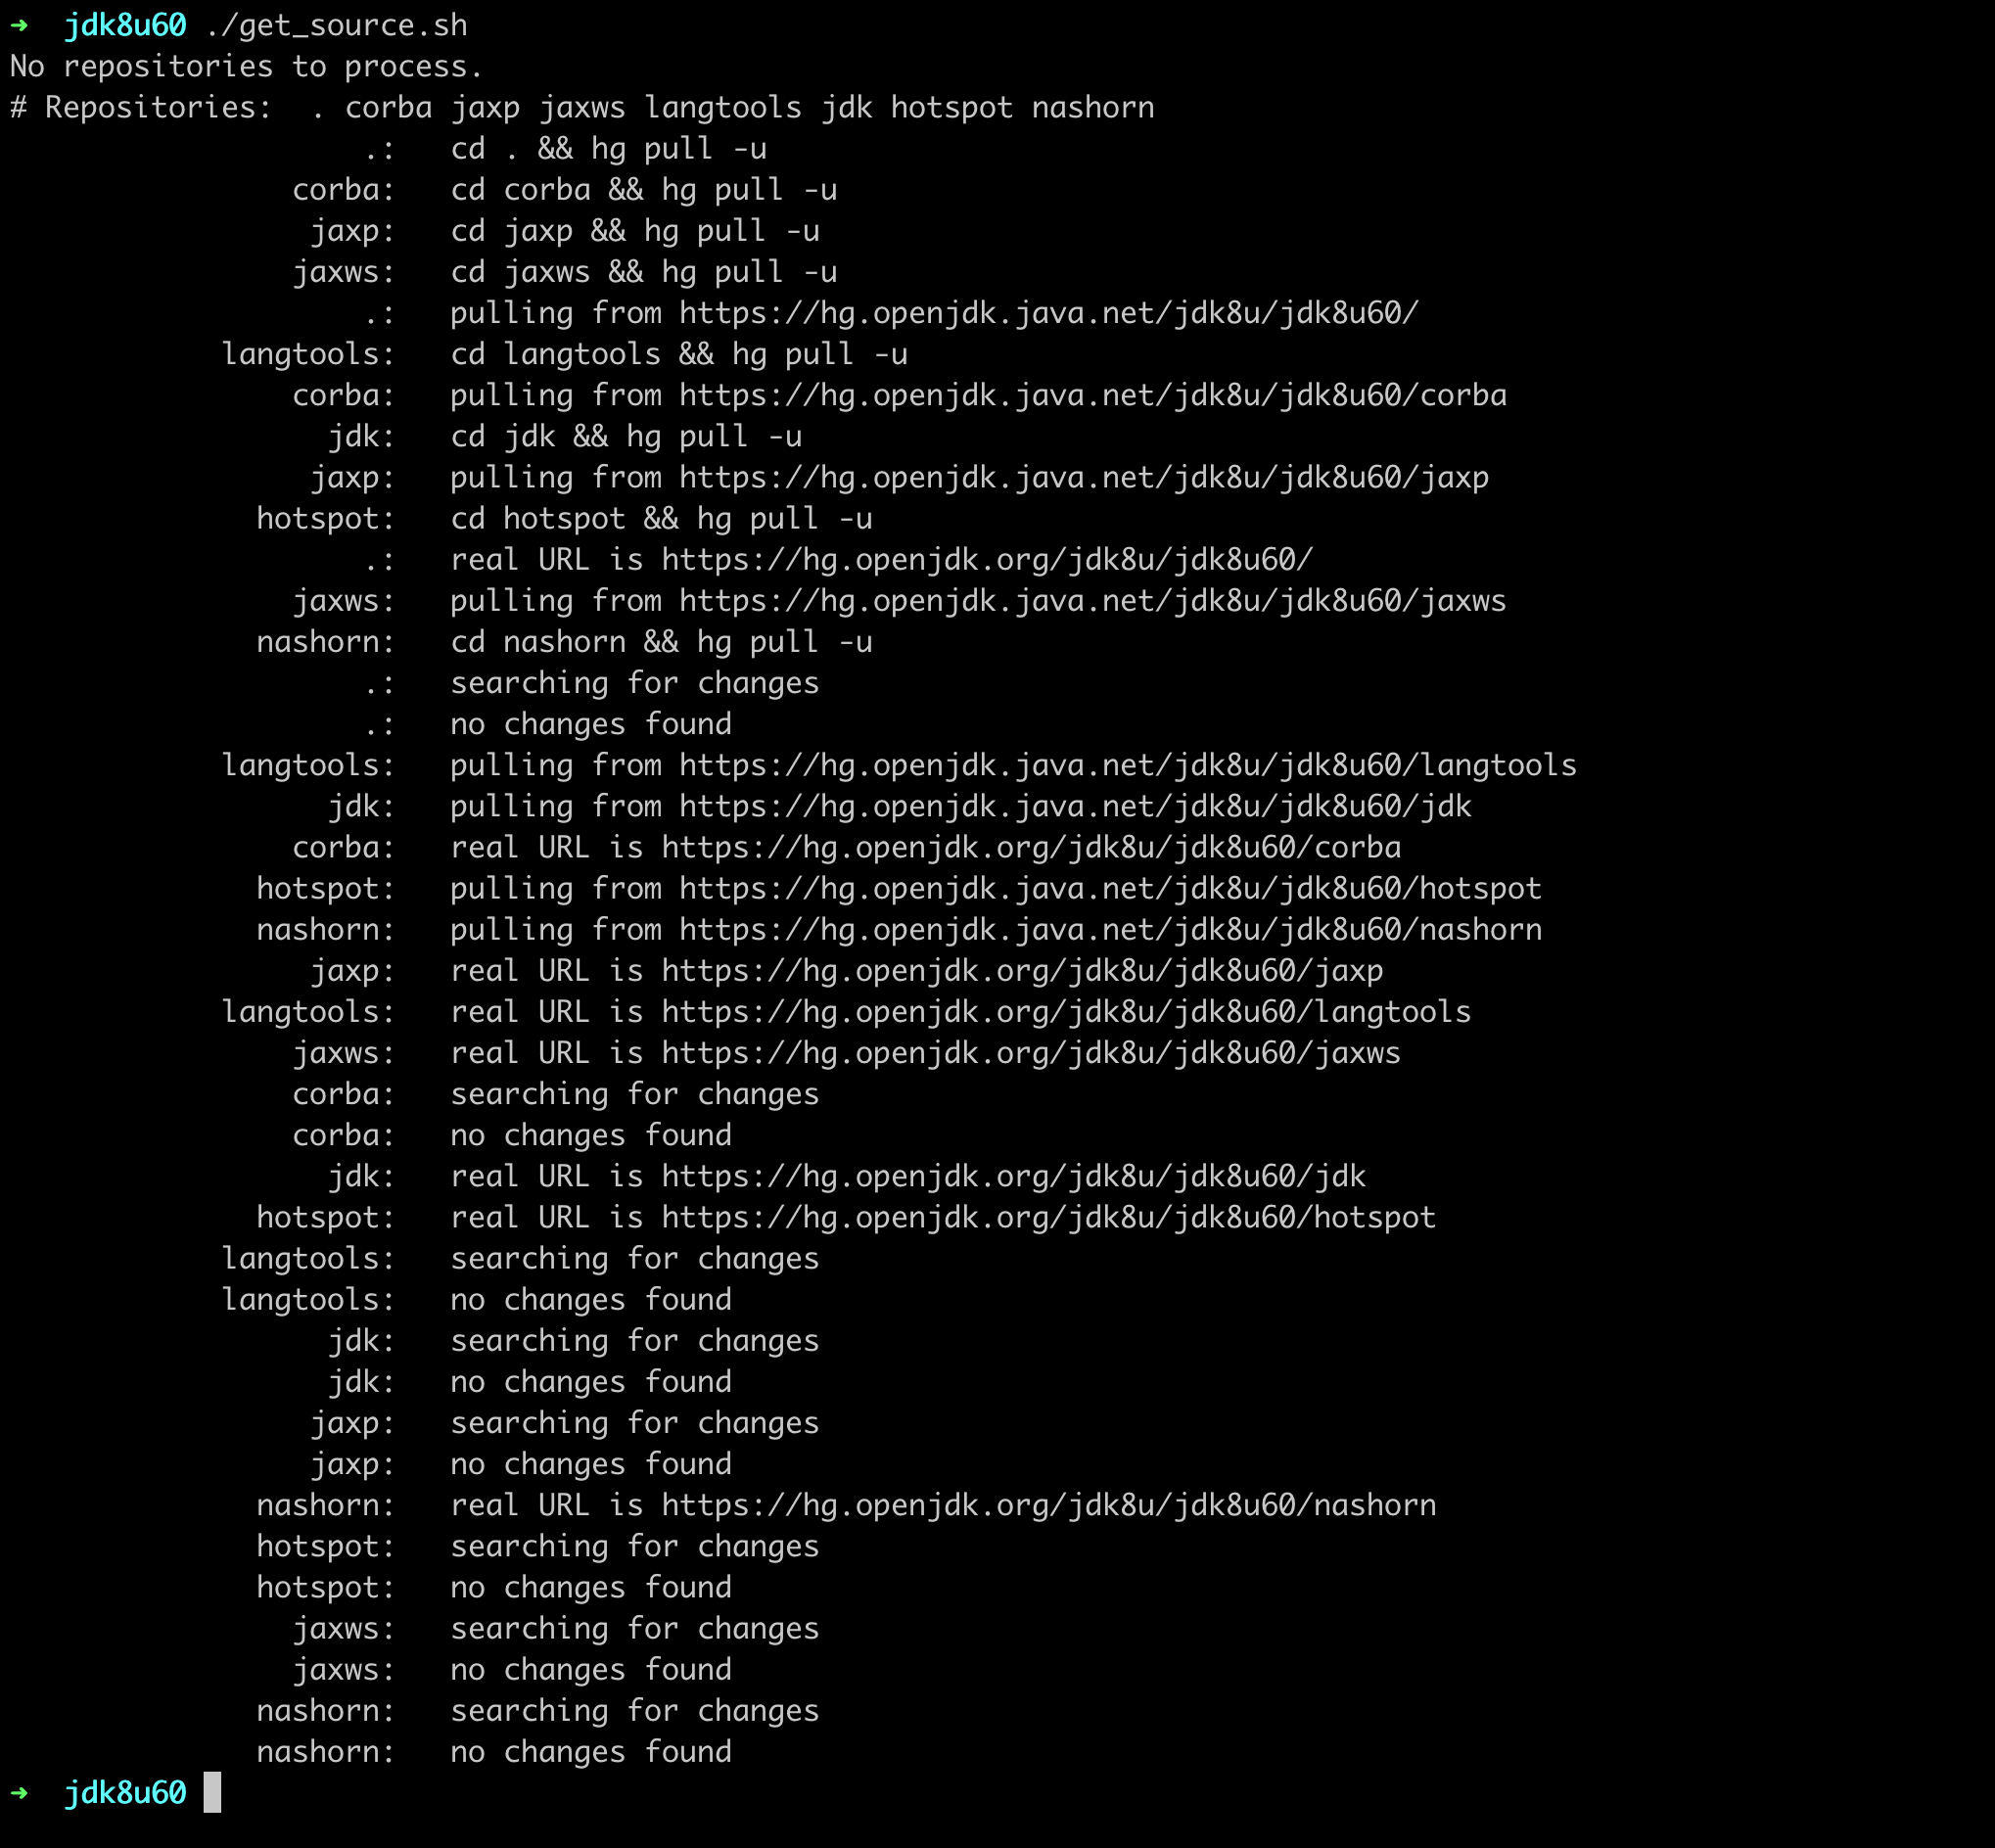 ➜  jdk8u60 ./get_source.sh
No repositories to process.
# Repositories:  . corba jaxp jaxws langtools jdk hotspot nashorn
                    .:   cd . && hg pull -u
                corba:   cd corba && hg pull -u
                 jaxp:   cd jaxp && hg pull -u
                jaxws:   cd jaxws && hg pull -u
                    .:   pulling from https://hg.openjdk.java.net/jdk8u/jdk8u60/
            langtools:   cd langtools && hg pull -u
                corba:   pulling from https://hg.openjdk.java.net/jdk8u/jdk8u60/corba
                  jdk:   cd jdk && hg pull -u
                 jaxp:   pulling from https://hg.openjdk.java.net/jdk8u/jdk8u60/jaxp
              hotspot:   cd hotspot && hg pull -u
                    .:   real URL is https://hg.openjdk.org/jdk8u/jdk8u60/
                jaxws:   pulling from https://hg.openjdk.java.net/jdk8u/jdk8u60/jaxws
              nashorn:   cd nashorn && hg pull -u
                    .:   searching for changes
                    .:   no changes found
            langtools:   pulling from https://hg.openjdk.java.net/jdk8u/jdk8u60/langtools
                  jdk:   pulling from https://hg.openjdk.java.net/jdk8u/jdk8u60/jdk
                corba:   real URL is https://hg.openjdk.org/jdk8u/jdk8u60/corba
              hotspot:   pulling from https://hg.openjdk.java.net/jdk8u/jdk8u60/hotspot
              nashorn:   pulling from https://hg.openjdk.java.net/jdk8u/jdk8u60/nashorn
                 jaxp:   real URL is https://hg.openjdk.org/jdk8u/jdk8u60/jaxp
            langtools:   real URL is https://hg.openjdk.org/jdk8u/jdk8u60/langtools
                jaxws:   real URL is https://hg.openjdk.org/jdk8u/jdk8u60/jaxws
                corba:   searching for changes
                corba:   no changes found
                  jdk:   real URL is https://hg.openjdk.org/jdk8u/jdk8u60/jdk
              hotspot:   real URL is https://hg.openjdk.org/jdk8u/jdk8u60/hotspot
            langtools:   searching for changes
            langtools:   no changes found
                  jdk:   searching for changes
                  jdk:   no changes found
                 jaxp:   searching for changes
                 jaxp:   no changes found
              nashorn:   real URL is https://hg.openjdk.org/jdk8u/jdk8u60/nashorn
              hotspot:   searching for changes
              hotspot:   no changes found
                jaxws:   searching for changes
                jaxws:   no changes found
              nashorn:   searching for changes
              nashorn:   no changes found
➜  jdk8u60